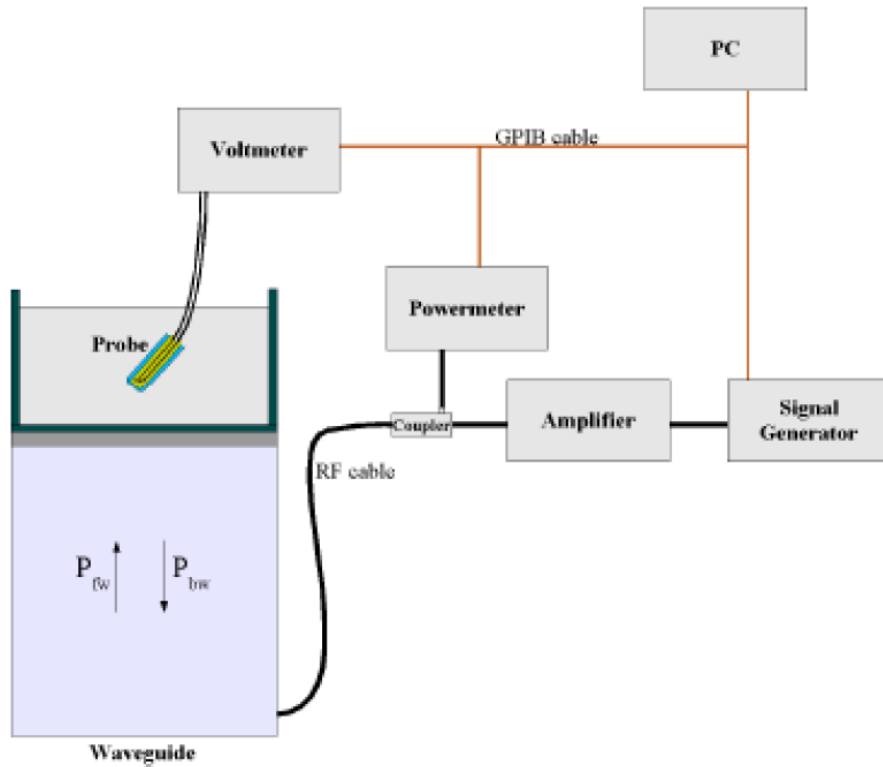 PC
Voltmeter
GPIB cable
Powermeter
Probe
Coupler
Amplifier
Signal
Generator
RF cable
P fw
P bw
Waveguide